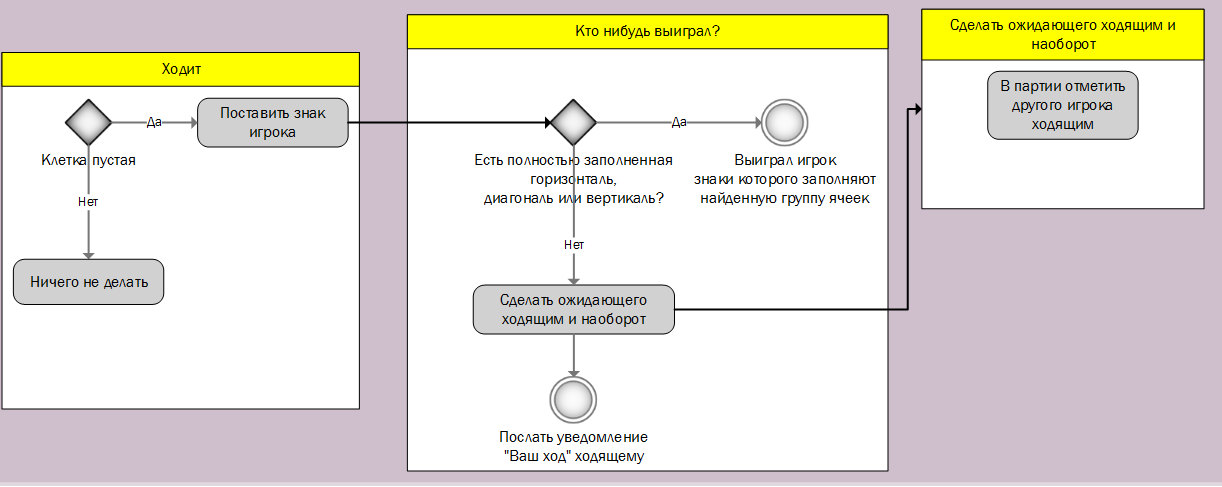 Ходит
Клетка пустая
Да
Поставить знак
игрока
Нет
Ничего не делать
Кто нибудь выиграл?
Есть полностью заполненная
горизонталь,
диагональ или вертикаль?
Да
Выиграл игрок
знаки которого заполняют
найденную группу ячеек
Нет
Сделать ожидающего
ходящим и наоборот
Послать уведомление
"Ваш ход" ходящему
Сделать ожидающего ходящим и
наоборот
В партии отметить
другого игрока
ходящим